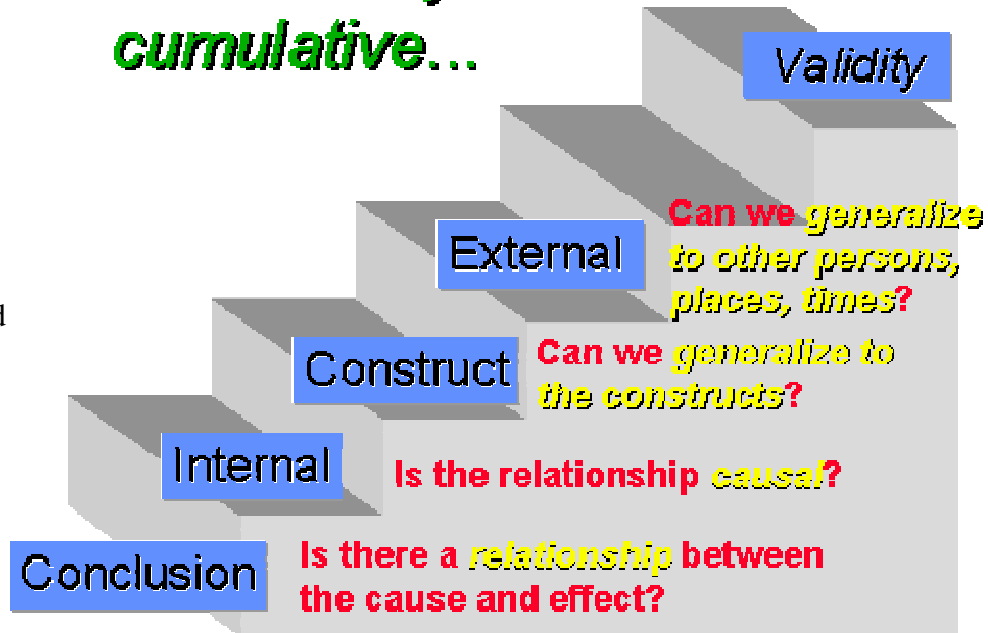 cumulative...
Validity
External
Can we generalize
to other persons,
places, times?
Construct
Can we generalize to
the constructs?
Internal
Is the relationship causal?
Conclusion
Is there a relationship between
the cause and effect?